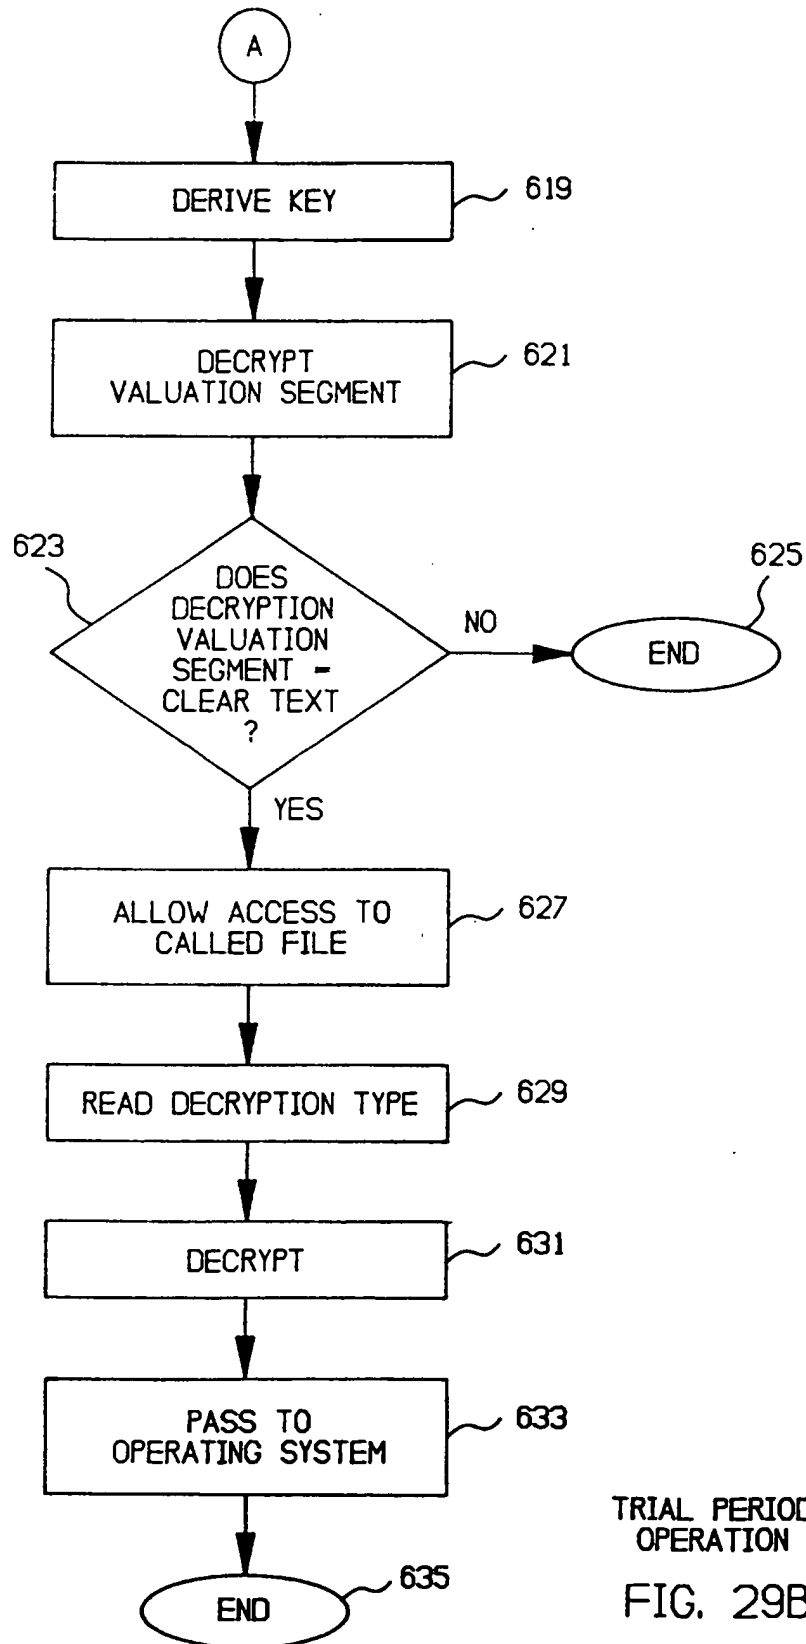 A
DERIVE KEY
619
DECRYPT
VALUATION SEGMENT
621
623
DOES
DECRYPTION
VALUATION
SEGMENT =
CLEAR TEXT
?
NO
625
END
YES
ALLOW ACCESS TO
CALLED FILE
627
READ DECRYPTION TYPE
629
DECRYPT
631
PASS TO
OPERATING SYSTEM
633
END
635
TRIAL PERIOD
OPERATION
FIG. 29B